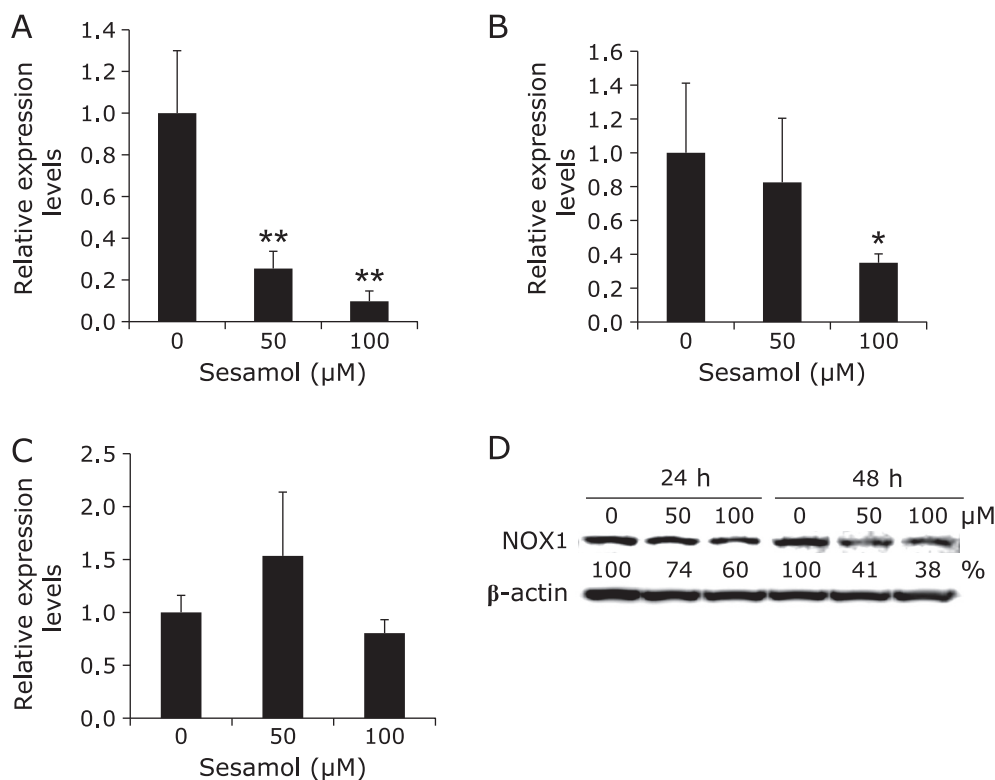 A
Relative expression
levels
1.4
1.2
1.0
0.8
0.6
0.4
0.2
0.0
**
**
0 50 100
Sesamol (μM)
B
Relative expression
levels
1.6
1.4
1.2
1.0
0.8
0.6
0.4
0.2
0.0
*
0 50 100
Sesamol (μM)
C
Relative expression
levels
2.5
2.0
1.5
1.0
0.5
0.0
0 50 100
Sesamol (μM)
D
24 h 48 h
0 50 100 0 50 100 μM
NOX1
100 74 60 100 41 38 %
β-actin